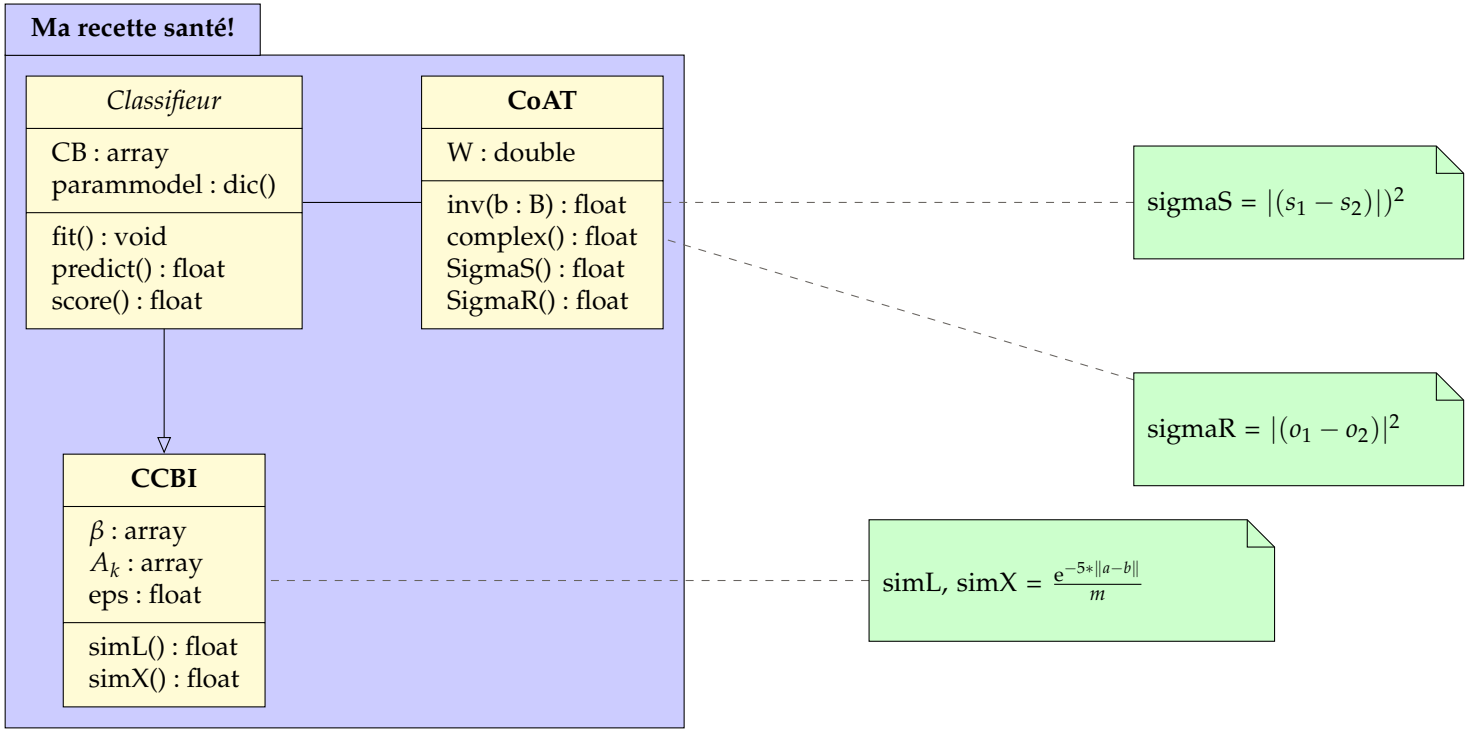 Ma recette santé!
Classifieur
CB : array
parammodel : dic()
fit() : void
predict() : float
score() : float
CoAT
W : double
inv(b : B) : float
complex() : float
SigmaS() : float
SigmaR() : float
sigmaS = |(s₁ − s₂)|)²
sigmaR = |(o₁ − o₂)|²
CCBI
β : array
Aₖ : array
eps : float
simL() : float
simX() : float
simL, simX = e^{−5∗‖a−b‖}/m